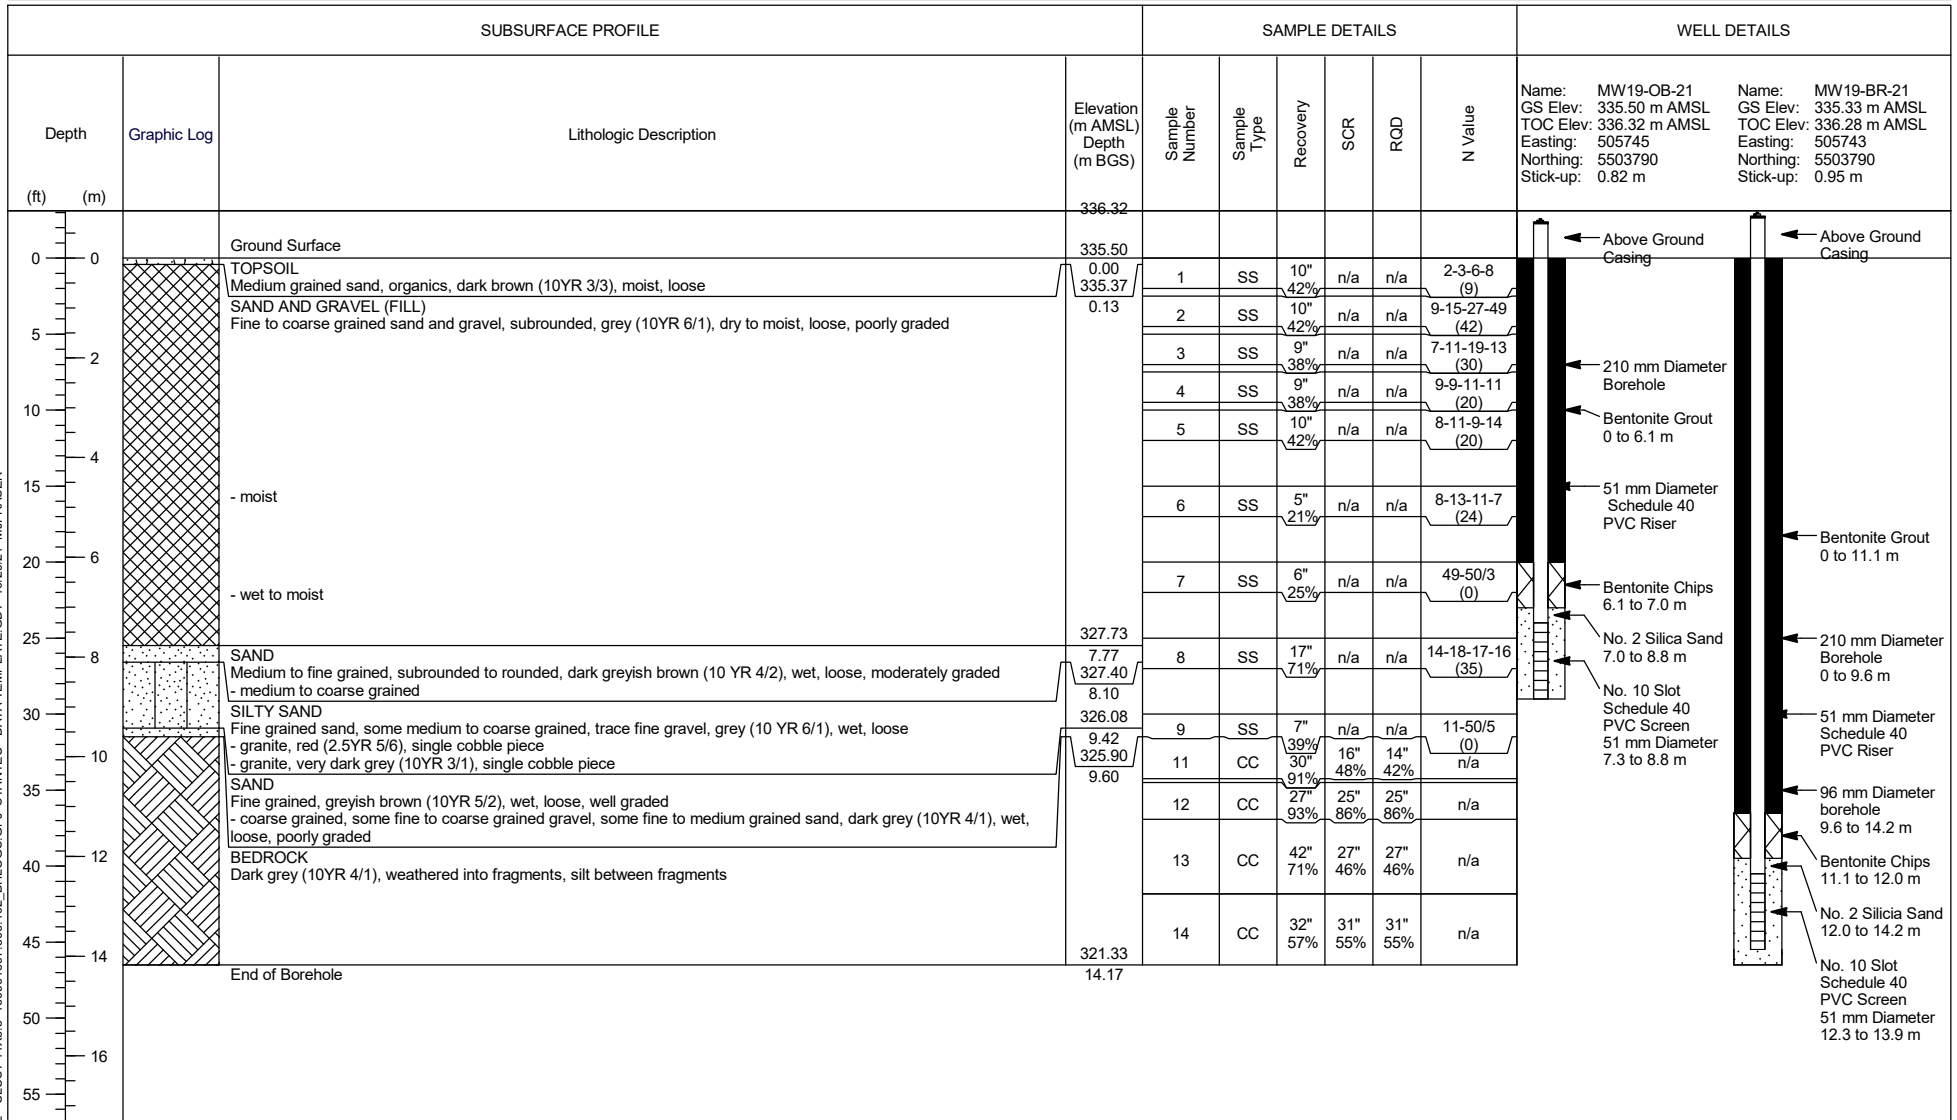 SUBSURFACE PROFILE
SAMPLE DETAILS
WELL DETAILS
Depth
(ft)
(m)
Graphic Log
Lithologic Description
Elevation
(m AMSL)
Depth
(m BGS)
Sample
Number
Sample
Type
Recovery
SCR
RQD
N Value
Name: MW19-OB-21
GS Elev: 335.50 m AMSL
TOC Elev: 336.32 m AMSL
Easting: 505745
Northing: 5503790
Stick-up: 0.82 m
Name: MW19-BR-21
GS Elev: 335.33 m AMSL
TOC Elev: 336.28 m AMSL
Easting: 505743
Northing: 5503790
Stick-up: 0.95 m
336.32
Ground Surface
335.50
0
5
10
15
20
25
30
35
40
45
50
55
0
2
4
6
8
10
12
14
16
TOPSOIL
Medium grained sand, organics, dark brown (10YR 3/3), moist, loose
SAND AND GRAVEL (FILL)
Fine to coarse grained sand and gravel, subrounded, grey (10YR 6/1), dry to moist, loose, poorly graded
- moist
- wet to moist
SAND
Medium to fine grained, subrounded to rounded, dark greyish brown (10 YR 4/2), wet, loose, moderately graded
- medium to coarse grained
SILTY SAND
Fine grained sand, some medium to coarse grained, trace fine gravel, grey (10 YR 6/1), wet, loose
- granite, red (2.5YR 5/6), single cobble piece
- granite, very dark grey (10YR 3/1), single cobble piece
SAND
Fine grained, greyish brown (10YR 5/2), wet, loose, well graded
- coarse grained, some fine to coarse grained gravel, some fine to medium grained sand, dark grey (10YR 4/1), wet,
loose, poorly graded
BEDROCK
Dark grey (10YR 4/1), weathered into fragments, silt between fragments
End of Borehole
0.00
335.37
0.13
327.73
7.77
327.40
8.10
326.08
9.42
325.90
9.60
321.33
14.17
1 SS 10" 42% n/a n/a 2-3-6-8 (9)
2 SS 10" 42% n/a n/a 9-15-27-49 (42)
3 SS 9" 38% n/a n/a 7-11-19-13 (30)
4 SS 9" 38% n/a n/a 9-9-11-11 (20)
5 SS 10" 42% n/a n/a 8-11-9-14 (20)
6 SS 5" 21% n/a n/a 8-13-11-7 (24)
7 SS 6" 25% n/a n/a 49-50/3 (0)
8 SS 17" 71% n/a n/a 14-18-17-16 (35)
9 SS 7" 39% n/a n/a 11-50/5 (0)
11 CC 30" 91% 16" 48% 14" 42% n/a
12 CC 27" 93% 25" 86% 25" 86% n/a
13 CC 42" 71% 27" 46% 27" 46% n/a
14 CC 32" 57% 31" 55% 31" 55% n/a
Above Ground
Casing
210 mm Diameter
Borehole
Bentonite Grout
0 to 6.1 m
51 mm Diameter
Schedule 40
PVC Riser
Bentonite Chips
6.1 to 7.0 m
No. 2 Silica Sand
7.0 to 8.8 m
No. 10 Slot
Schedule 40
PVC Screen
51 mm Diameter
7.3 to 8.8 m
Above Ground
Casing
Bentonite Grout
0 to 11.1 m
210 mm Diameter
Borehole
0 to 9.6 m
51 mm Diameter
Schedule 40
PVC Riser
96 mm Diameter
borehole
9.6 to 14.2 m
Bentonite Chips
11.1 to 12.0 m
No. 2 Silicia Sand
12.0 to 14.2 m
No. 10 Slot
Schedule 40
PVC Screen
51 mm Diameter
12.3 to 13.9 m